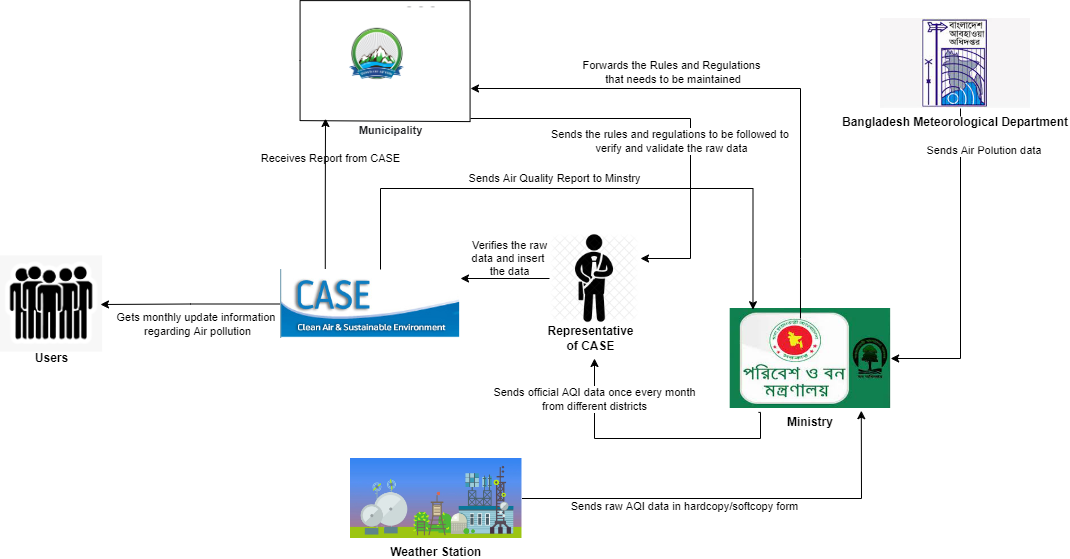 বাংলাদেশ
আবহাওয়া
অধিদপ্তর
Forwards the Rules and Regulations
that needs to be maintained
Municipality
Bangladesh Meteorological Department
Sends the rules and regulations to be followed to
verify and validate the raw data
Sends Air Polution data
Receives Report from CASE
Sends Air Quality Report to Minstry
Verifies the raw
data and insert
the data
CASE
Clean Air & Sustainable Environment
Gets monthly update information
regarding Air pollution
Users
Representative
of CASE
পরিবেশ ও বন
মন্ত্রণালয়
Sends official AQI data once every month
from different districts
Ministry
Sends raw AQI data in hardcopy/softcopy form
Weather Station